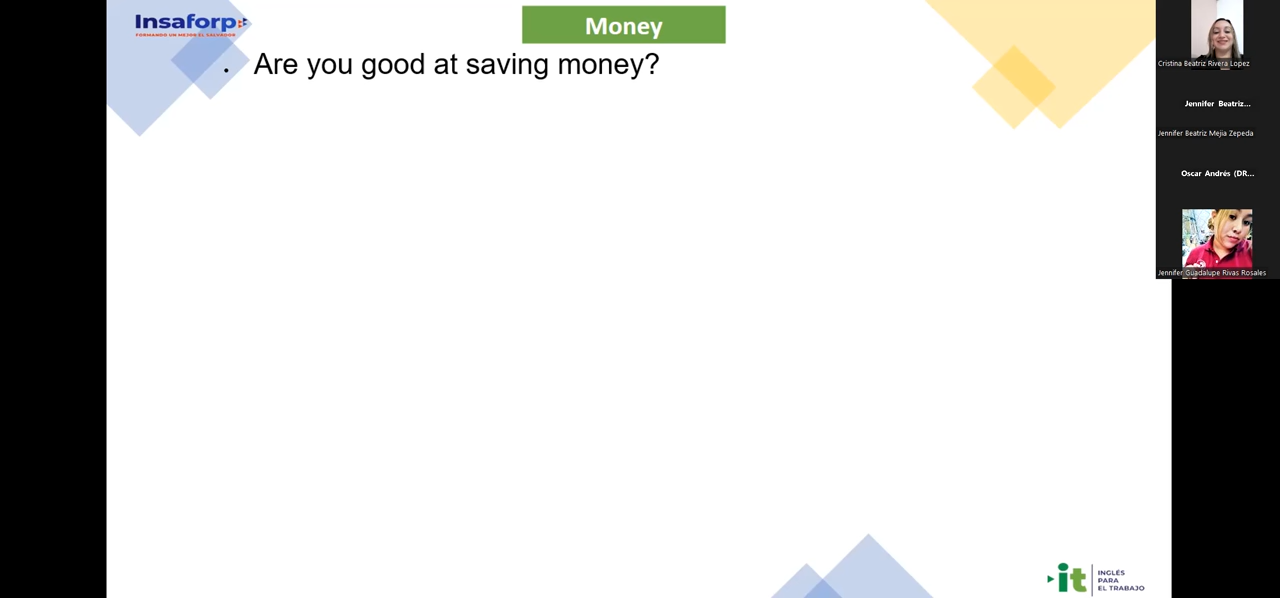 Insaforp
FORMANDO UN MEJOR EL SALVADOR
Money
• Are you good at saving money?
Cristina Beatriz Rivera Lopez
Jennifer Beatriz...
Jennifer Beatriz Mejia Zepeda
Oscar Andrés (DR...
Jennifer Guadalupe Rivas Rosales
it
INGLÉS
PARA
EL TRABAJO